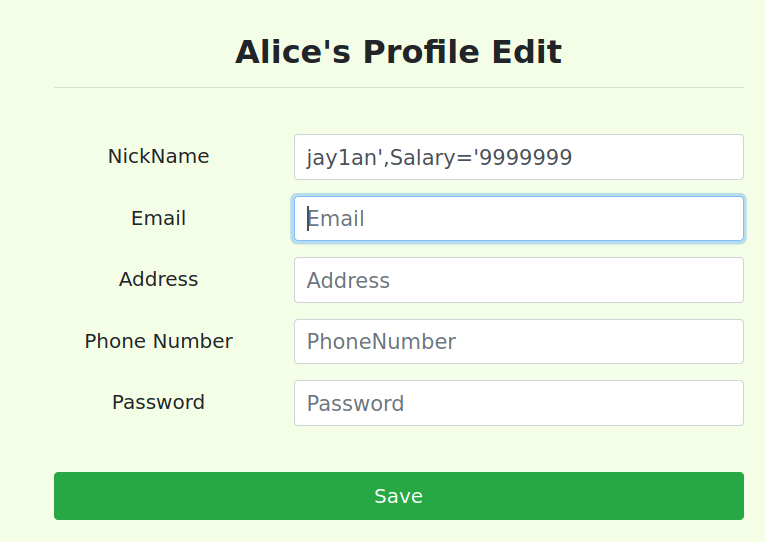 Alice's Profile Edit
NickName jay1an',Salary='9999999
Email Email
Address Address
Phone Number PhoneNumber
Password Password
Save